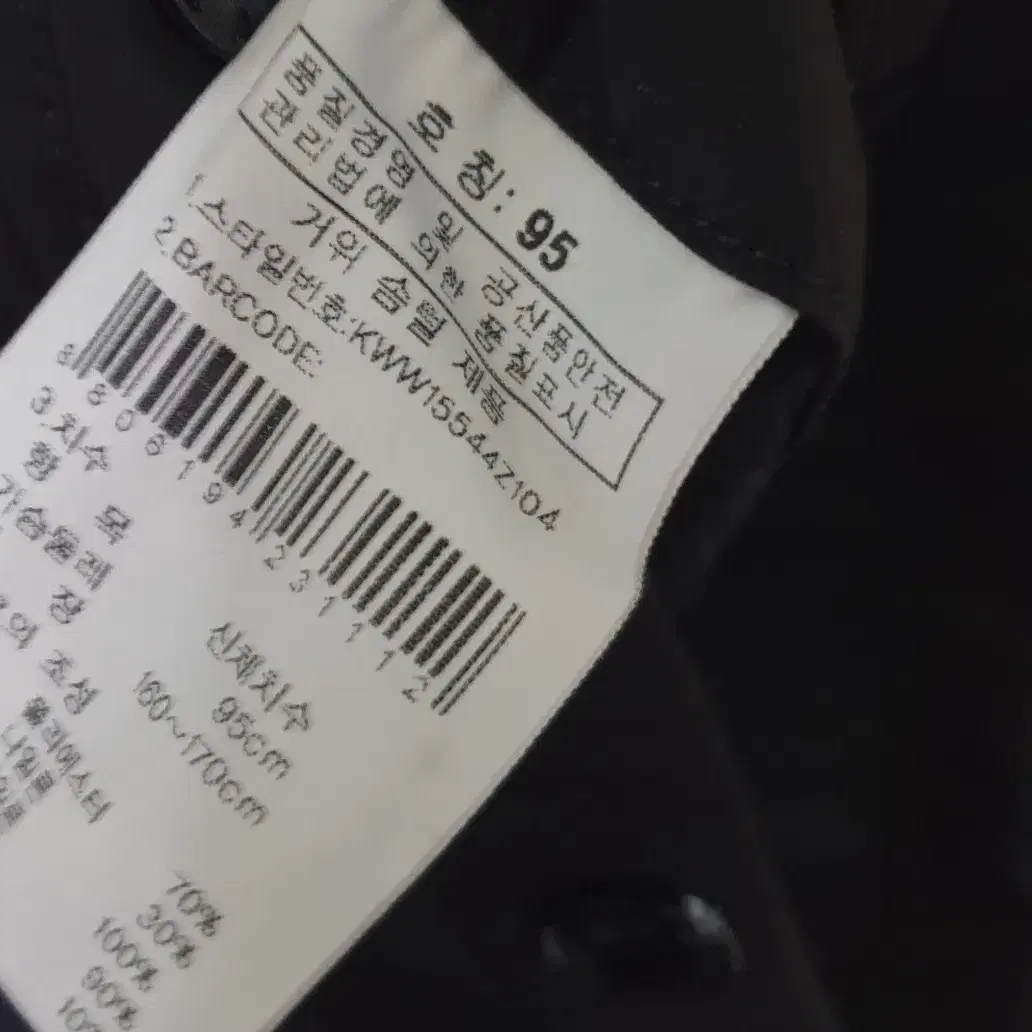 호 칭: 95
품질경영 및 공산품안전
관리법에 의한 품질표시
거위 솜털 제품
1.스타일번호:KWW15544Z104
2.BARCODE:
8806194231112
3.치수
항 목 신체치수
가슴둘레 95cm
장 160~170cm
의 조성
폴리에스터 70%
나일론 30%
100%
90%